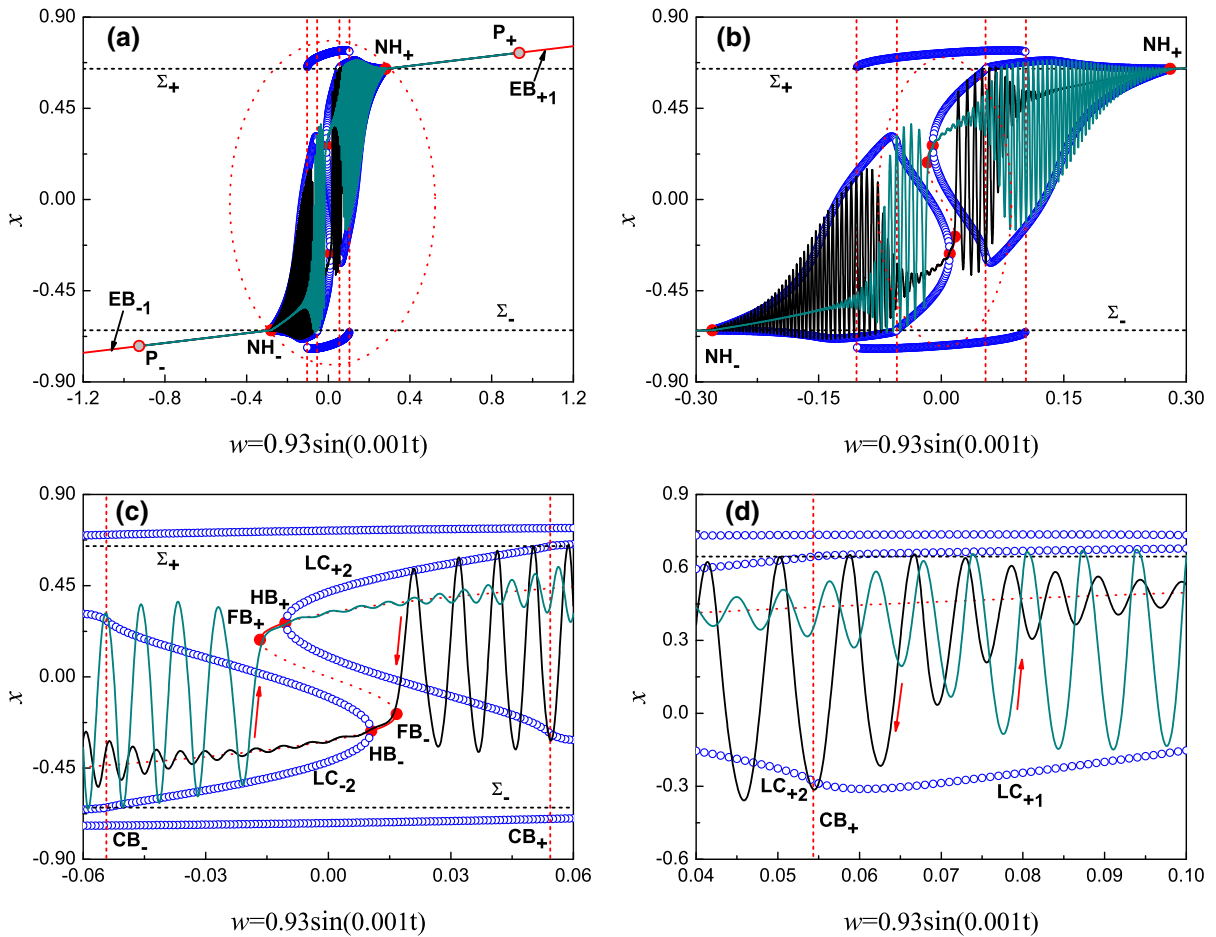 (a)
NH+
P+
Σ+
EB+1
EB-1
Σ-
P-
NH-
0.90
0.45
0.00
-0.45
-0.90
x
-1.2 -0.8 -0.4 0.0 0.4 0.8 1.2
w=0.93sin(0.001t)
(b)
NH+
Σ+
Σ-
NH-
0.90
0.45
0.00
-0.45
-0.90
x
-0.30 -0.15 0.00 0.15 0.30
w=0.93sin(0.001t)
(c)
Σ+
LC+2
HB+
FB+
FB-
HB-
LC-2
Σ-
CB-
CB+
0.90
0.45
0.00
-0.45
-0.90
x
-0.06 -0.03 0.00 0.03 0.06
w=0.93sin(0.001t)
(d)
LC+2
LC+1
CB+
0.9
0.6
0.3
0.0
-0.3
-0.6
x
0.04 0.05 0.06 0.07 0.08 0.09 0.10
w=0.93sin(0.001t)